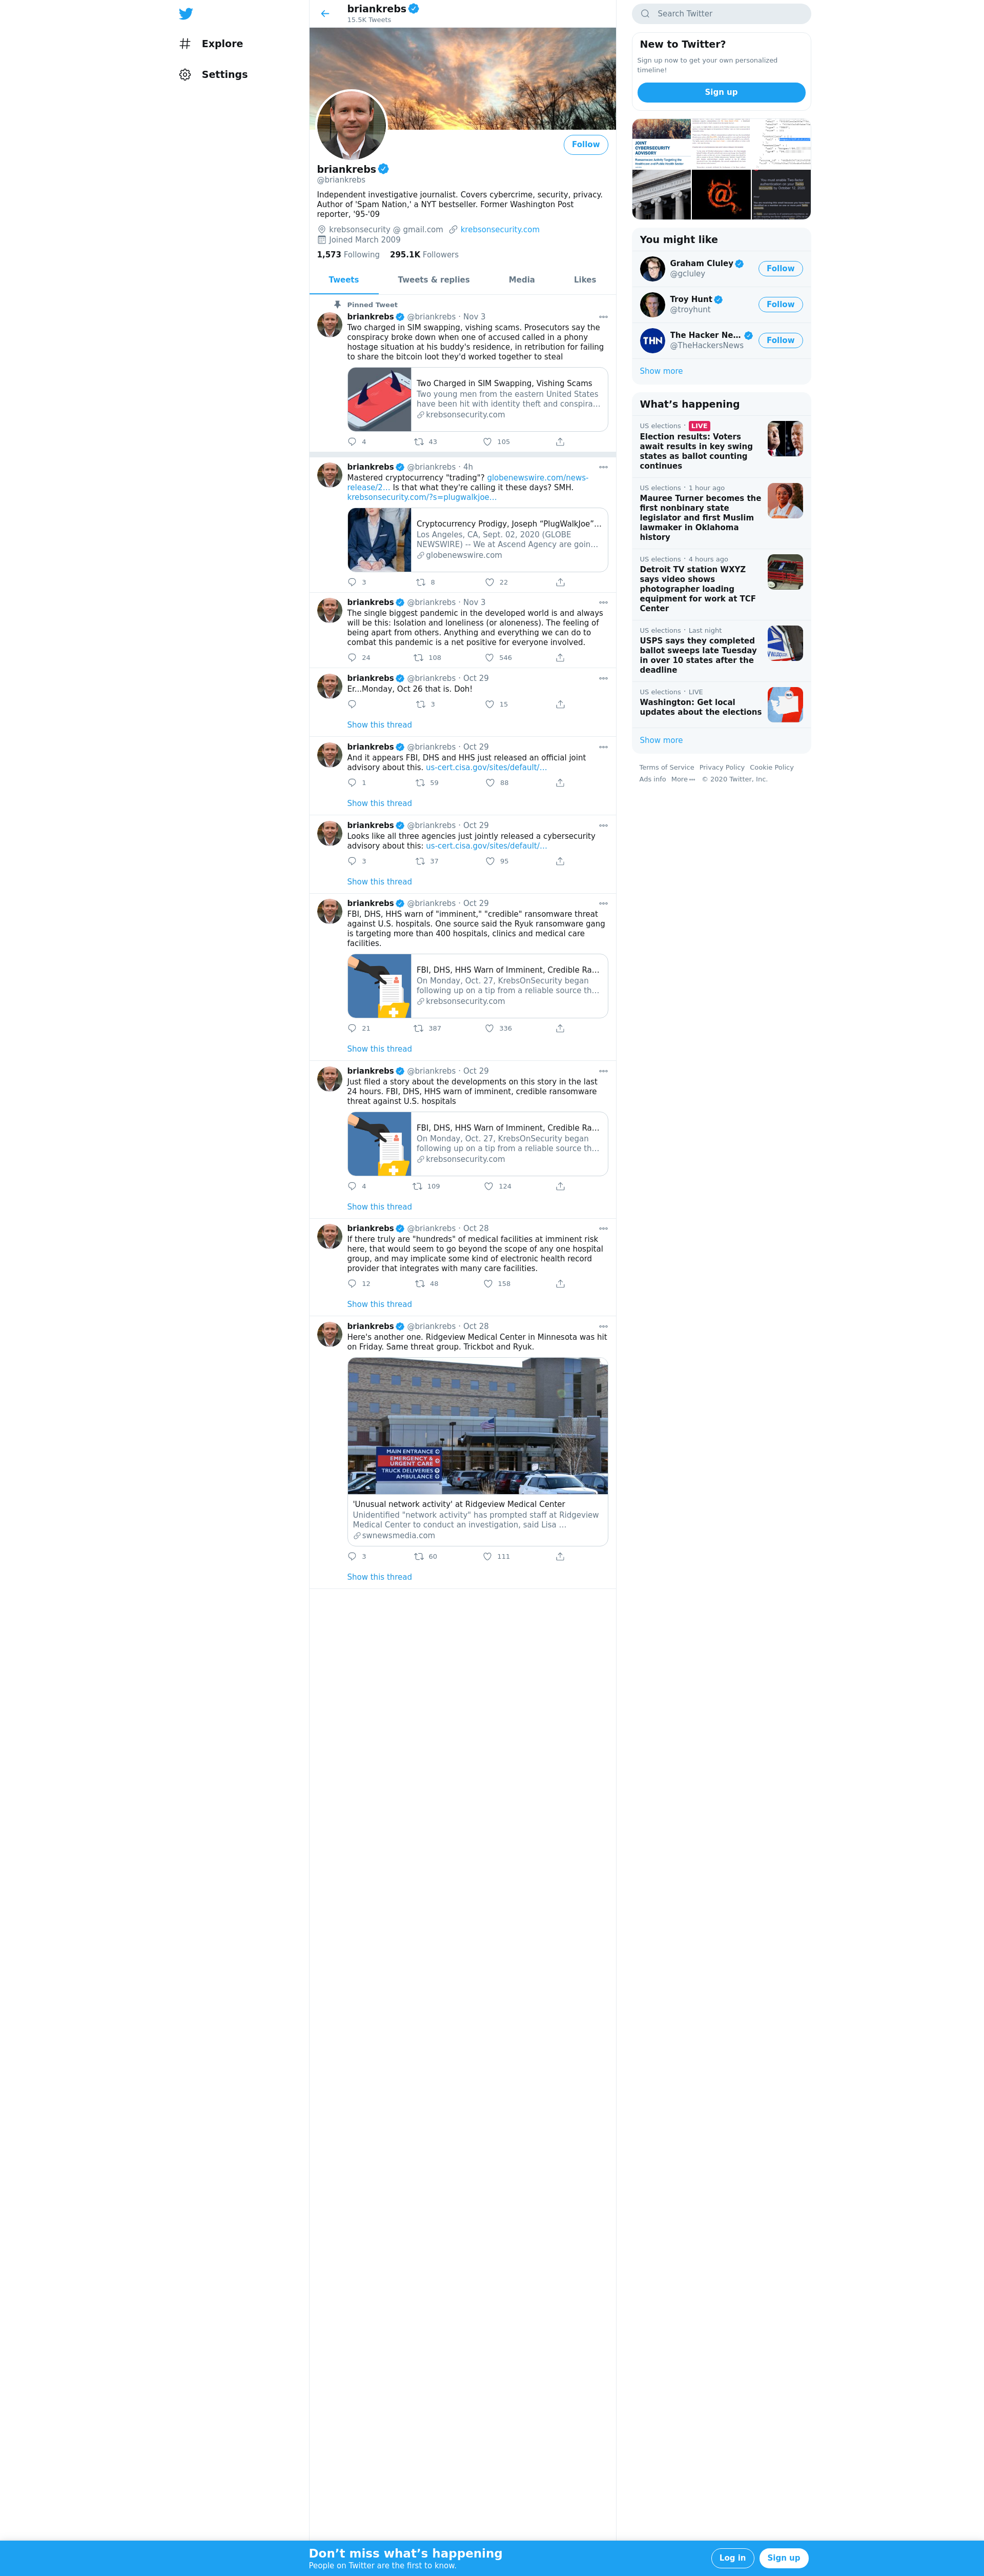 Explore
Settings
briankrebs
15.5K Tweets
Follow
briankrebs
@briankrebs
Independent investigative journalist. Covers cybercrime, security, privacy.
Author of 'Spam Nation,' a NYT bestseller. Former Washington Post
reporter, '95-'09
krebsonsecurity @ gmail.com krebsonsecurity.com
Joined March 2009
1,573 Following 295.1K Followers
Tweets Tweets & replies Media Likes
Pinned Tweet
briankrebs @briankrebs · Nov 3
Two charged in SIM swapping, vishing scams. Prosecutors say the
conspiracy broke down when one of accused called in a phony
hostage situation at his buddy's residence, in retribution for failing
to share the bitcoin loot they'd worked together to steal
Two Charged in SIM Swapping, Vishing Scams
Two young men from the eastern United States
have been hit with identity theft and conspira…
krebsonsecurity.com
4 43 105
briankrebs @briankrebs · 4h
Mastered cryptocurrency "trading"? globenewswire.com/news-
release/2… Is that what they're calling it these days? SMH.
krebsonsecurity.com/?s=plugwalkjoe…
Cryptocurrency Prodigy, Joseph “PlugWalkJoe”…
Los Angeles, CA, Sept. 02, 2020 (GLOBE
NEWSWIRE) -- We at Ascend Agency are goin…
globenewswire.com
3 8 22
briankrebs @briankrebs · Nov 3
The single biggest pandemic in the developed world is and always
will be this: Isolation and loneliness (or aloneness). The feeling of
being apart from others. Anything and everything we can do to
combat this pandemic is a net positive for everyone involved.
24 108 546
briankrebs @briankrebs · Oct 29
Er...Monday, Oct 26 that is. Doh!
3 15
Show this thread
briankrebs @briankrebs · Oct 29
And it appears FBI, DHS and HHS just released an official joint
advisory about this. us-cert.cisa.gov/sites/default/…
1 59 88
Show this thread
briankrebs @briankrebs · Oct 29
Looks like all three agencies just jointly released a cybersecurity
advisory about this: us-cert.cisa.gov/sites/default/…
3 37 95
Show this thread
briankrebs @briankrebs · Oct 29
FBI, DHS, HHS warn of "imminent," "credible" ransomware threat
against U.S. hospitals. One source said the Ryuk ransomware gang
is targeting more than 400 hospitals, clinics and medical care
facilities.
FBI, DHS, HHS Warn of Imminent, Credible Ra…
On Monday, Oct. 27, KrebsOnSecurity began
following up on a tip from a reliable source th…
krebsonsecurity.com
21 387 336
Show this thread
briankrebs @briankrebs · Oct 29
Just filed a story about the developments on this story in the last
24 hours. FBI, DHS, HHS warn of imminent, credible ransomware
threat against U.S. hospitals
FBI, DHS, HHS Warn of Imminent, Credible Ra…
On Monday, Oct. 27, KrebsOnSecurity began
following up on a tip from a reliable source th…
krebsonsecurity.com
4 109 124
Show this thread
briankrebs @briankrebs · Oct 28
If there truly are "hundreds" of medical facilities at imminent risk
here, that would seem to go beyond the scope of any one hospital
group, and may implicate some kind of electronic health record
provider that integrates with many care facilities.
12 48 158
Show this thread
briankrebs @briankrebs · Oct 28
Here's another one. Ridgeview Medical Center in Minnesota was hit
on Friday. Same threat group. Trickbot and Ryuk.
MAIN ENTRANCE
EMERGENCY &
URGENT CARE
TRUCK DELIVERIES
AMBULANCE
'Unusual network activity' at Ridgeview Medical Center
Unidentified "network activity" has prompted staff at Ridgeview
Medical Center to conduct an investigation, said Lisa …
swnewsmedia.com
3 60 111
Show this thread
Search Twitter
New to Twitter?
Sign up now to get your own personalized
timeline!
Sign up
JOINT
CYBERSECURITY
ADVISORY
You might like
Graham Cluley
@gcluley
Follow
Troy Hunt
@troyhunt
Follow
THN
The Hacker Ne…
@TheHackersNews
Follow
Show more
What’s happening
US elections · LIVE
Election results: Voters
await results in key swing
states as ballot counting
continues
US elections · 1 hour ago
Mauree Turner becomes the
first nonbinary state
legislator and first Muslim
lawmaker in Oklahoma
history
US elections · 4 hours ago
Detroit TV station WXYZ
says video shows
photographer loading
equipment for work at TCF
Center
US elections · Last night
USPS says they completed
ballot sweeps late Tuesday
in over 10 states after the
deadline
US elections · LIVE
Washington: Get local
updates about the elections
Show more
Terms of Service Privacy Policy Cookie Policy
Ads info More © 2020 Twitter, Inc.
Don’t miss what’s happening
People on Twitter are the first to know.
Log in
Sign up